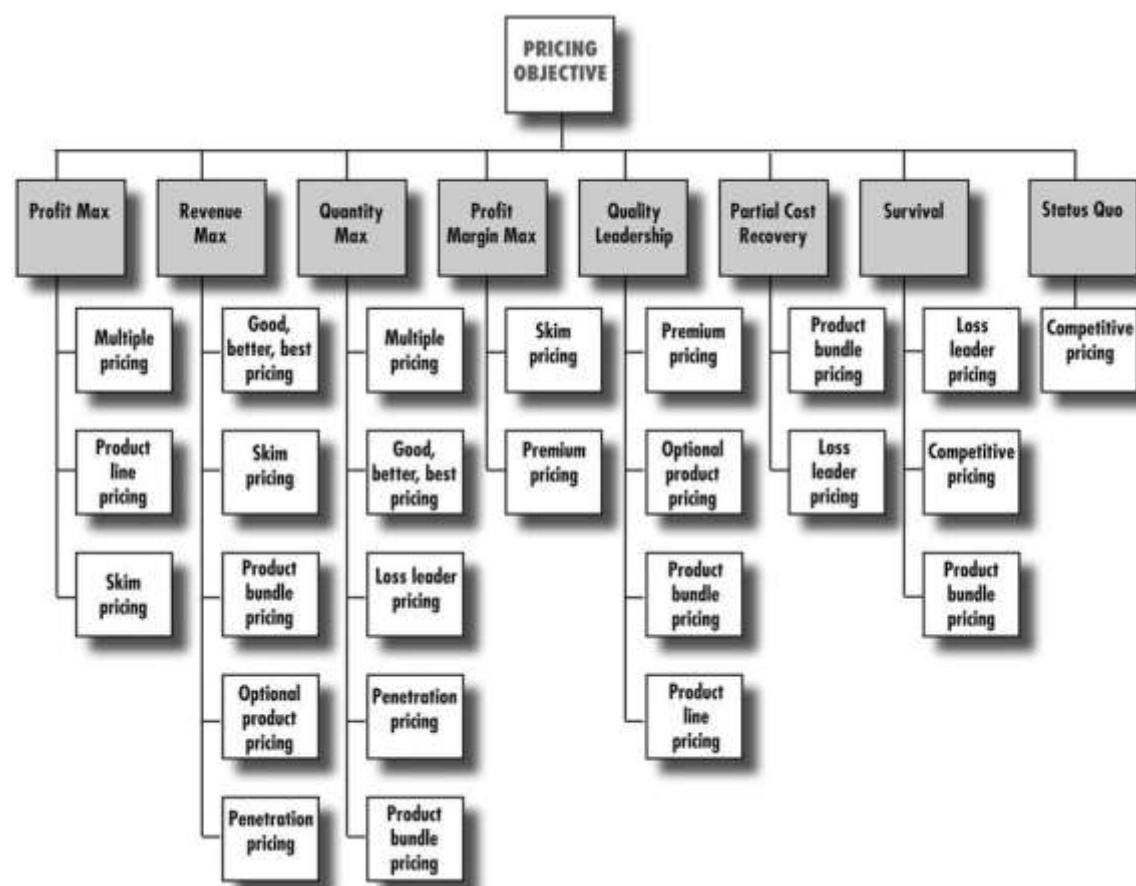 PRICING
OBJECTIVE
Profit Max
Revenue
Max
Quantity
Max
Profit
Margin Max
Quality
Leadership
Partial Cost
Recovery
Survival
Status Quo
Multiple
pricing
Product
line
pricing
Skim
pricing
Good,
better, best
pricing
Skim
pricing
Product
bundle
pricing
Optional
product
pricing
Penetration
pricing
Multiple
pricing
Good,
better, best
pricing
Loss leader
pricing
Penetration
pricing
Product
bundle
pricing
Skim
pricing
Premium
pricing
Premium
pricing
Optional
product
pricing
Product
bundle
pricing
Product
line
pricing
Product
bundle
pricing
Loss
leader
pricing
Loss
leader
pricing
Competitive
pricing
Product
bundle
pricing
Competitive
pricing